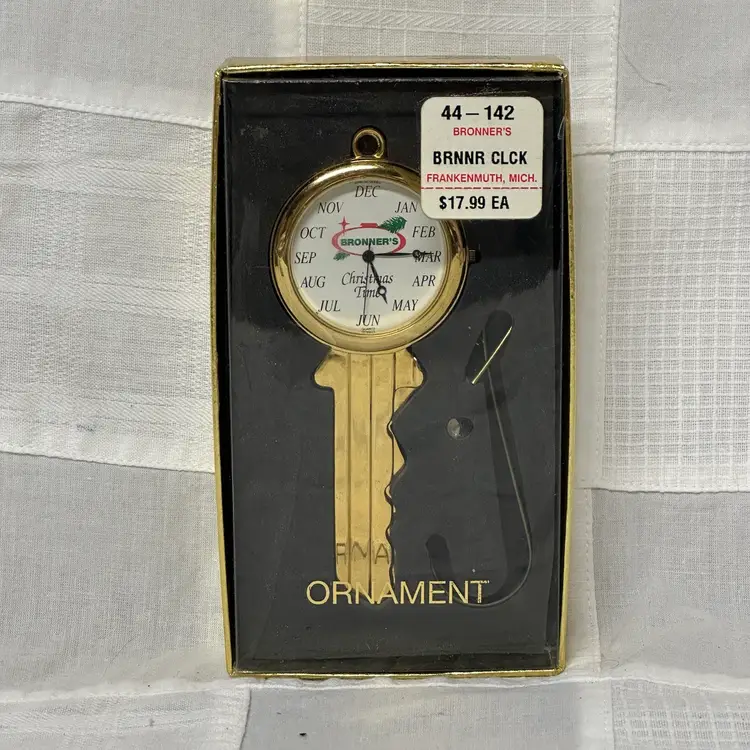 44-142
BRONNER'S
BRNNR CLCK
FRANKENMUTH, MICH.
$17.99 EA
DEC
NOV
JAN
OCT
FEB
BRONNER'S
SEP
MAR
AUG
Christmas
APR
Time
JUL
MAY
JUN
ORNAMENT